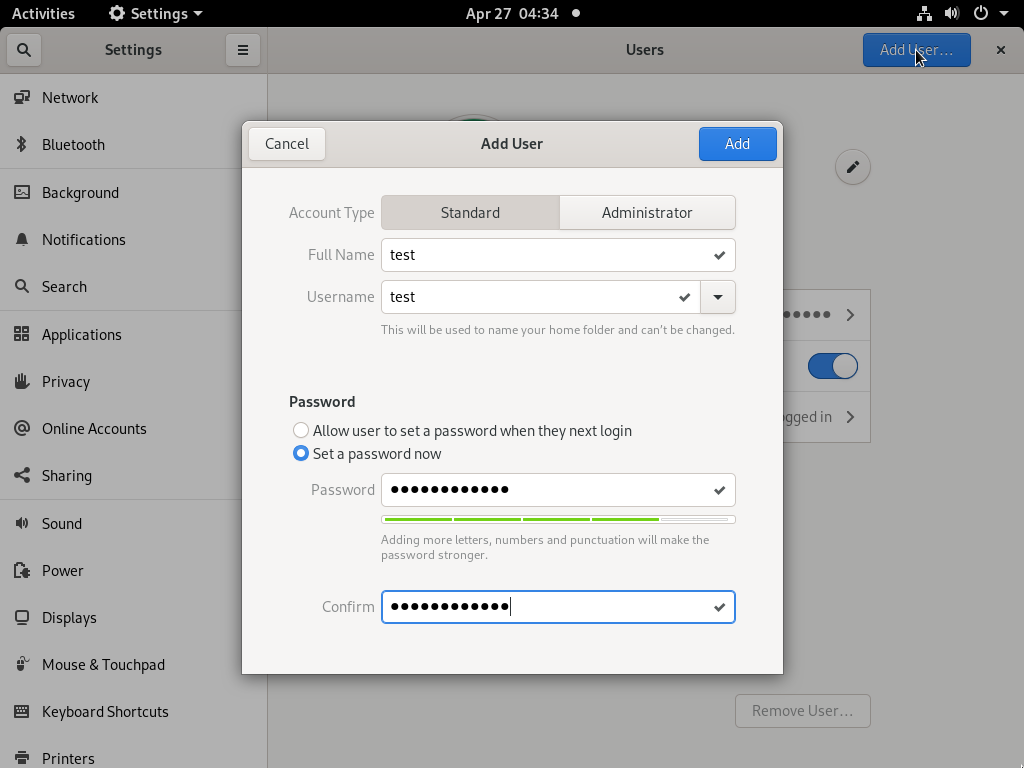 Activities Settings Apr 27 04:34
Settings Users Add User…
Network
Bluetooth
Background
Notifications
Search
Applications
Privacy
Online Accounts
Sharing
Sound
Power
Displays
Mouse & Touchpad
Keyboard Shortcuts
Printers
Cancel Add User Add
Account Type Standard Administrator
Full Name test
Username test
This will be used to name your home folder and can't be changed.
Password
Allow user to set a password when they next login
Set a password now
Password ●●●●●●●●●●●●
Adding more letters, numbers and punctuation will make the
password stronger.
Confirm ●●●●●●●●●●●●
●●●●●
gged in
Remove User…